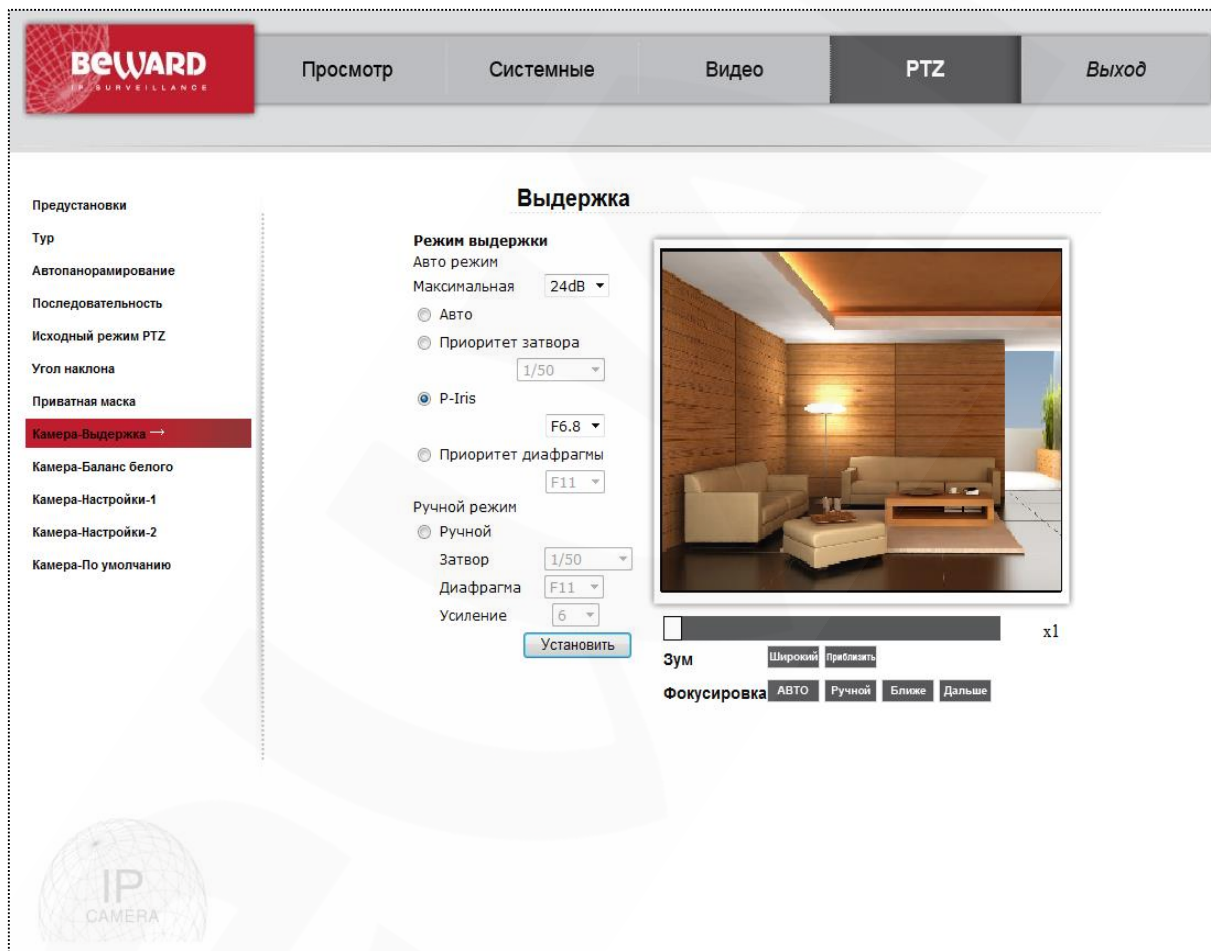 BEWARD
IP SURVEILLANCE
Просмотр
Системные
Видео
PTZ
Выход
Предустановки
Тур
Автопанорамирование
Последовательность
Исходный режим PTZ
Угол наклона
Приватная маска
Камера-Выдержка →
Камера-Баланс белого
Камера-Настройки-1
Камера-Настройки-2
Камера-По умолчанию
Выдержка
Режим выдержки
Авто режим
Максимальная 24dB
Авто
Приоритет затвора
1/50
P-Iris
F6.8
Приоритет диафрагмы
F11
Ручной режим
Ручной
Затвор 1/50
Диафрагма F11
Усиление 6
Установить
x1
Зум Широкий Приблизить
Фокусировка АВТО Ручной Ближе Дальше
IP
CAMERA